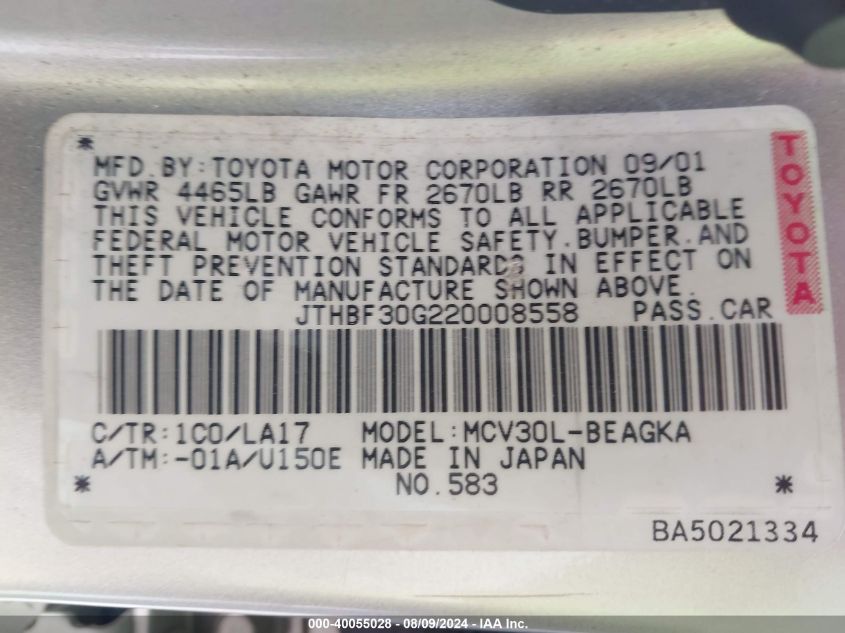 *
MFD.BY:TOYOTA MOTOR CORPORATION 09/01
GVWR 4465LB GAWR FR 2670LB RR 2670LB
THIS VEHICLE CONFORMS TO ALL APPLICABLE
FEDERAL MOTOR VEHICLE SAFETY.BUMPER.AND
THEFT PREVENTION STANDARDS IN EFFECT ON
THE DATE OF MANUFACTURE SHOWN ABOVE.
JTHBF30G220008558 PASS.CAR
TOYOTA
C/TR:1C0/LA17 MODEL:MCV30L-BEAGKA
A/TM:-01A/U150E MADE IN JAPAN
* NO.583 *
BA5021334
000-40055028 - 08/09/2024 - IAA Inc.